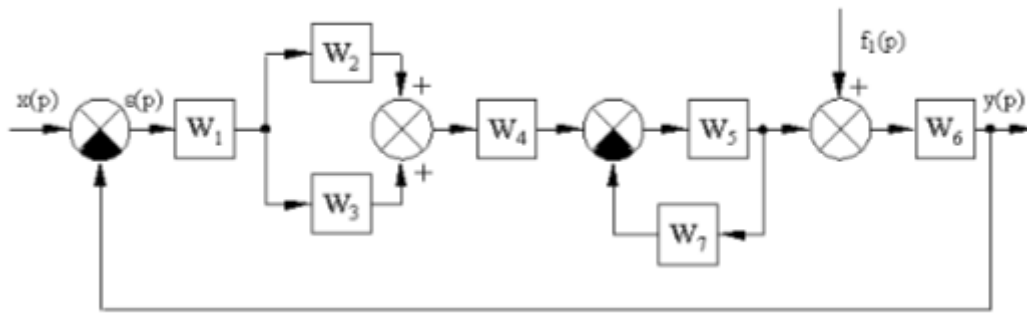 x(p)
ε(p)
W1
W2
+
W3
+
W4
W5
W7
f1(p)
+
W6
y(p)